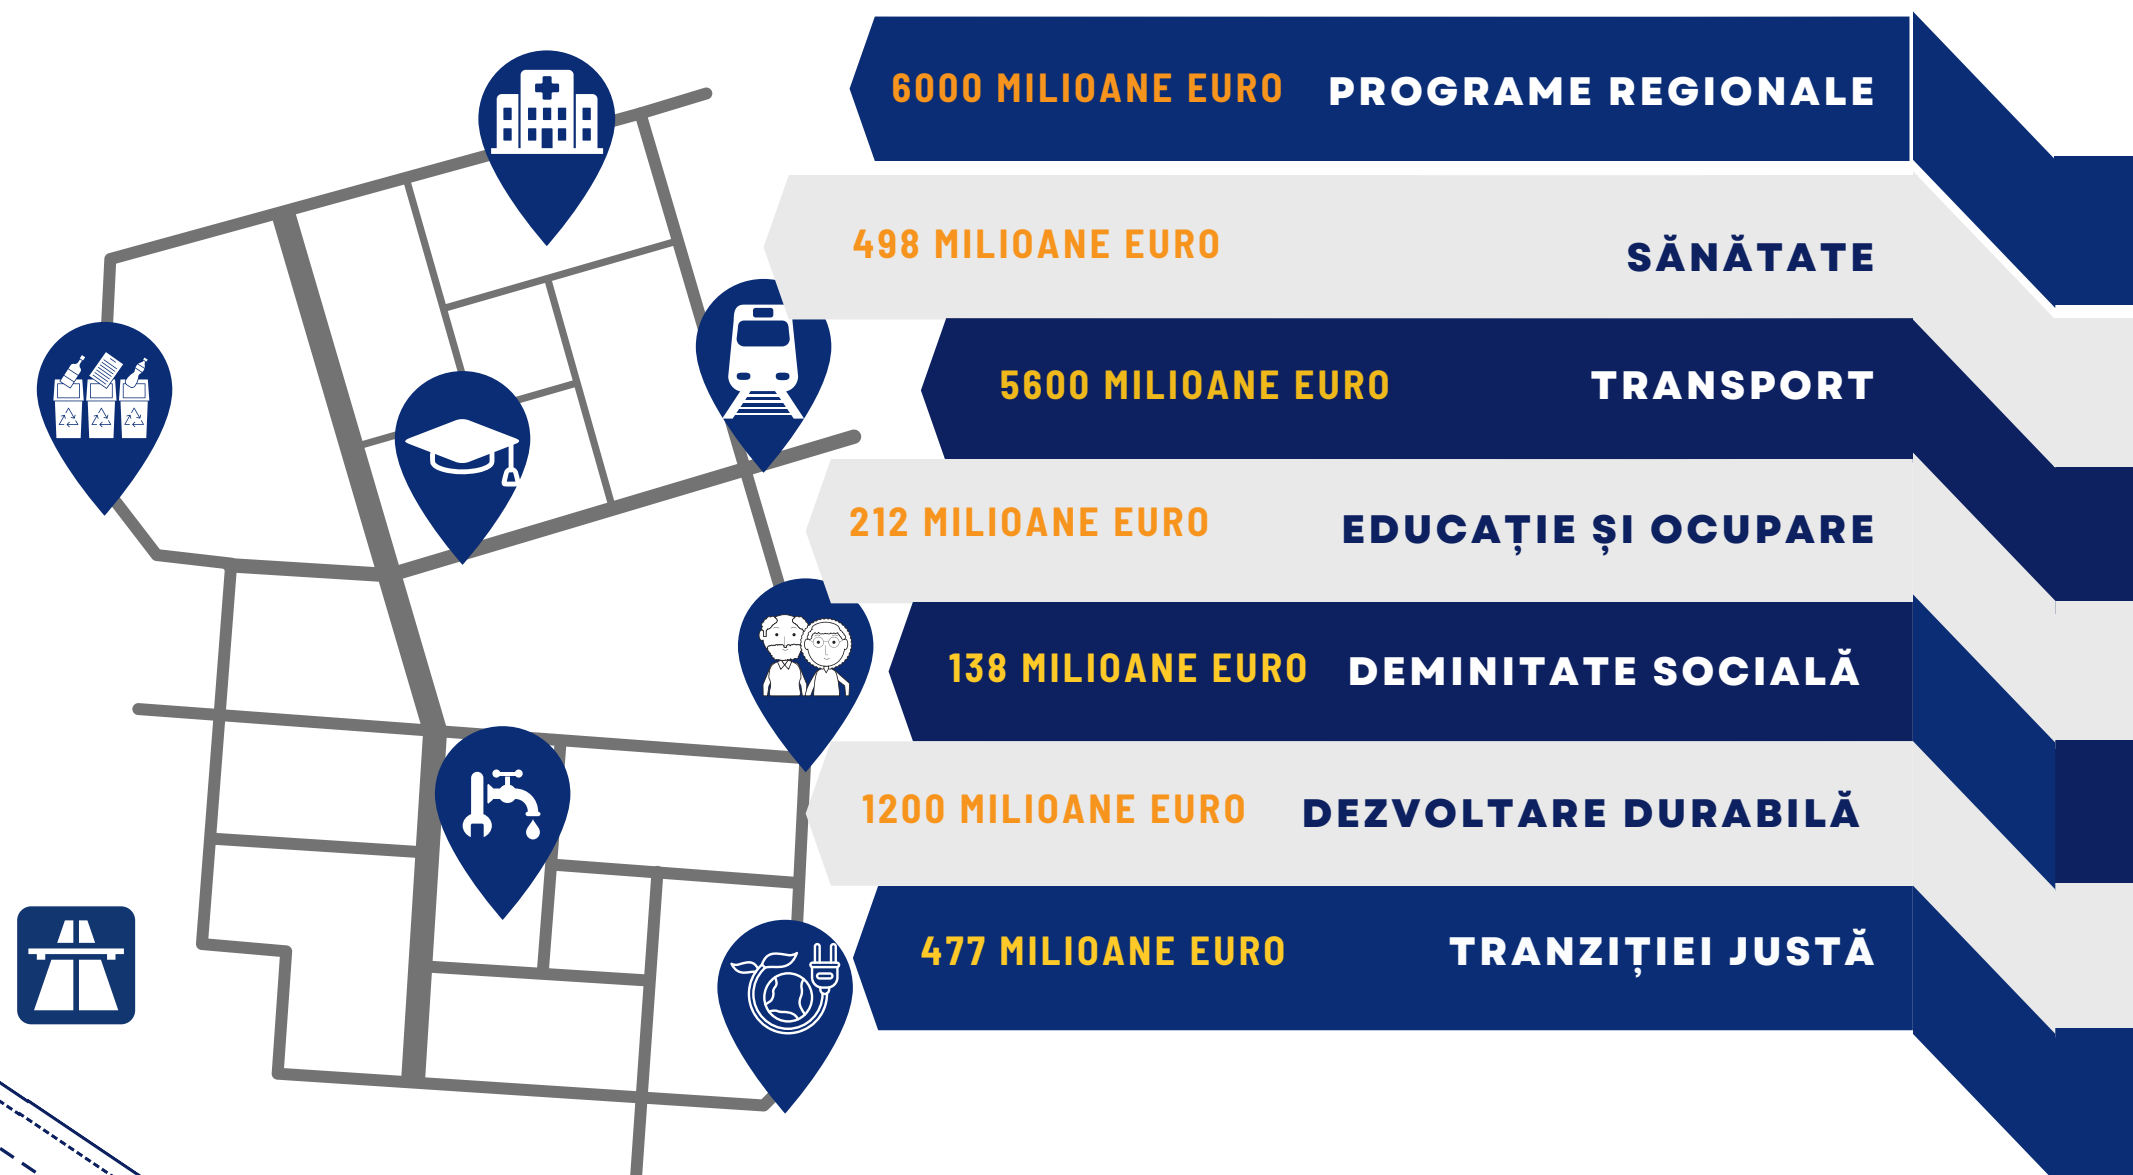 6000 MILIOANE EURO PROGRAME REGIONALE
498 MILIOANE EURO SĂNĂTATE
5600 MILIOANE EURO TRANSPORT
212 MILIOANE EURO EDUCAȚIE ȘI OCUPARE
138 MILIOANE EURO DEMINITATE SOCIALĂ
1200 MILIOANE EURO DEZVOLTARE DURABILĂ
477 MILIOANE EURO TRANZIȚIEI JUSTĂ